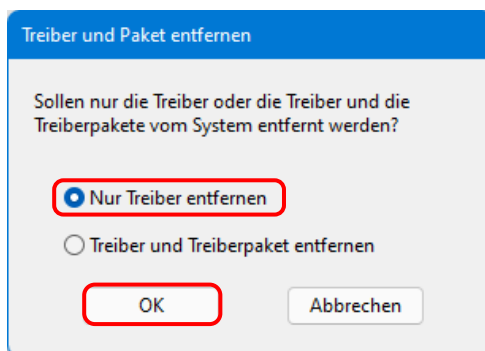 Treiber und Paket entfernen
Sollen nur die Treiber oder die Treiber und die
Treiberpakete vom System entfernt werden?
Nur Treiber entfernen
Treiber und Treiberpaket entfernen
OK Abbrechen